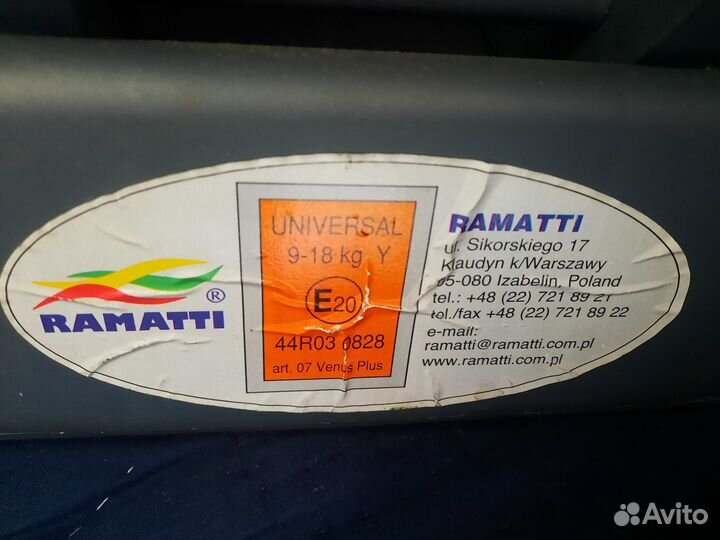 RAMATTI ®
UNIVERSAL
9-18 kg Y
E20
44R03 0828
art. 07 Venus Plus
RAMATTI
ul. Sikorskiego 17
Klaudyn k/Warszawy
05-080 Izabelin, Poland
tel.: +48 (22) 721 89 21
tel./fax +48 (22) 721 89 22
e-mail:
ramatti@ramatti.com.pl
www.ramatti.com.pl
Avito